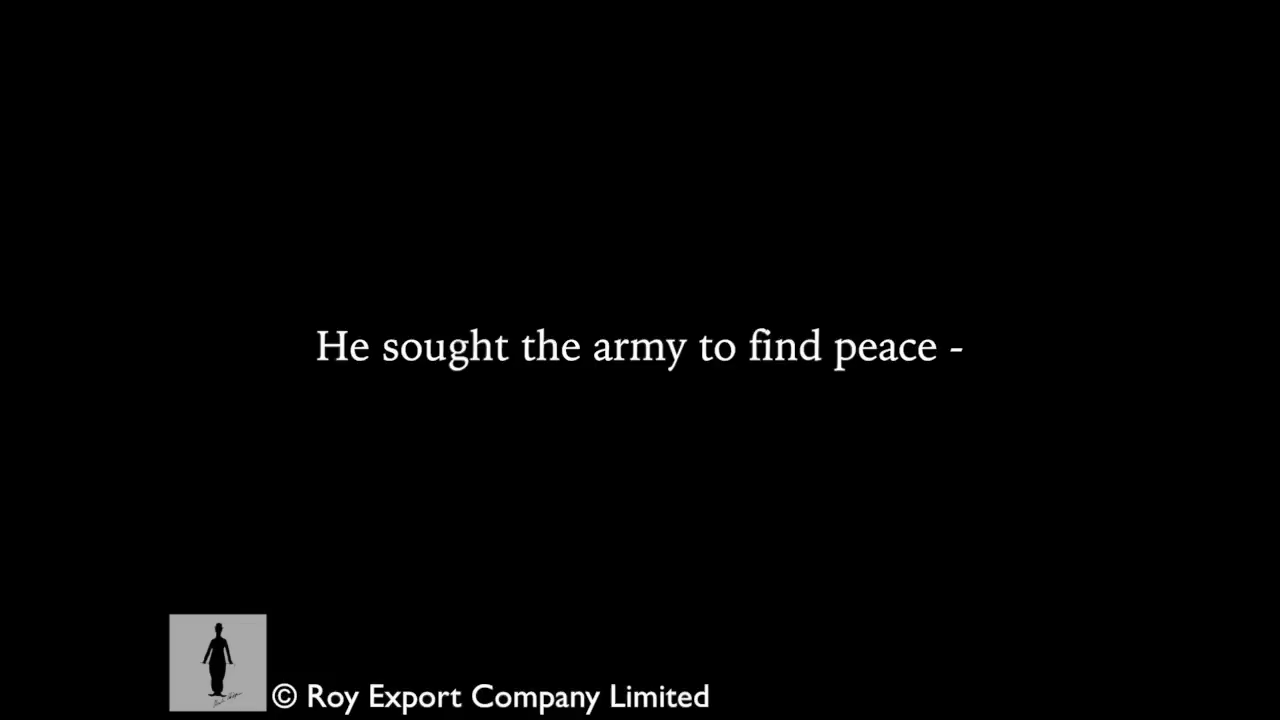 He sought the army to find peace -
© Roy Export Company Limited